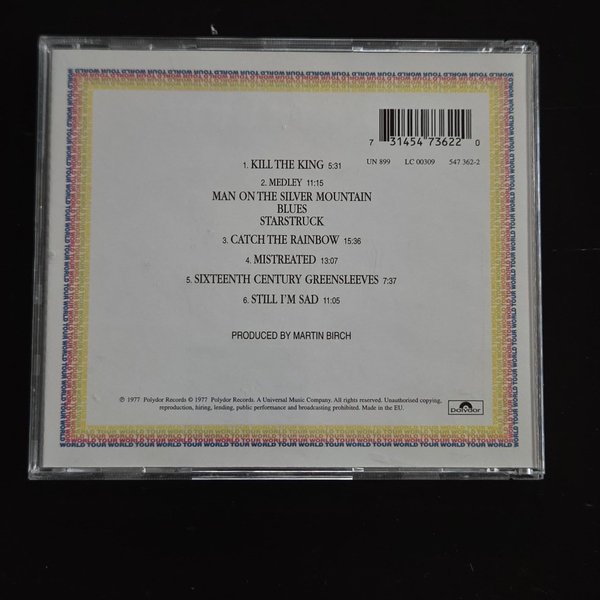 WORLD TOUR WORLD TOUR WORLD TOUR WORLD TOUR WORLD TOUR WORLD TOUR
7 31454 73622 0
UN 899 LC 00309 547 362-2
1. KILL THE KING 5:31
2. MEDLEY 11:15
MAN ON THE SILVER MOUNTAIN
BLUES
STARSTRUCK
3. CATCH THE RAINBOW 15:36
4. MISTREATED 13:07
5. SIXTEENTH CENTURY GREENSLEEVES 7:37
6. STILL I'M SAD 11:05
PRODUCED BY MARTIN BIRCH
℗ 1977 Polydor Records © 1977 Polydor Records. A Universal Music Company. All rights reserved. Unauthorised copying,
reproduction, hiring, lending, public performance and broadcasting prohibited. Made in the EU.
polydor